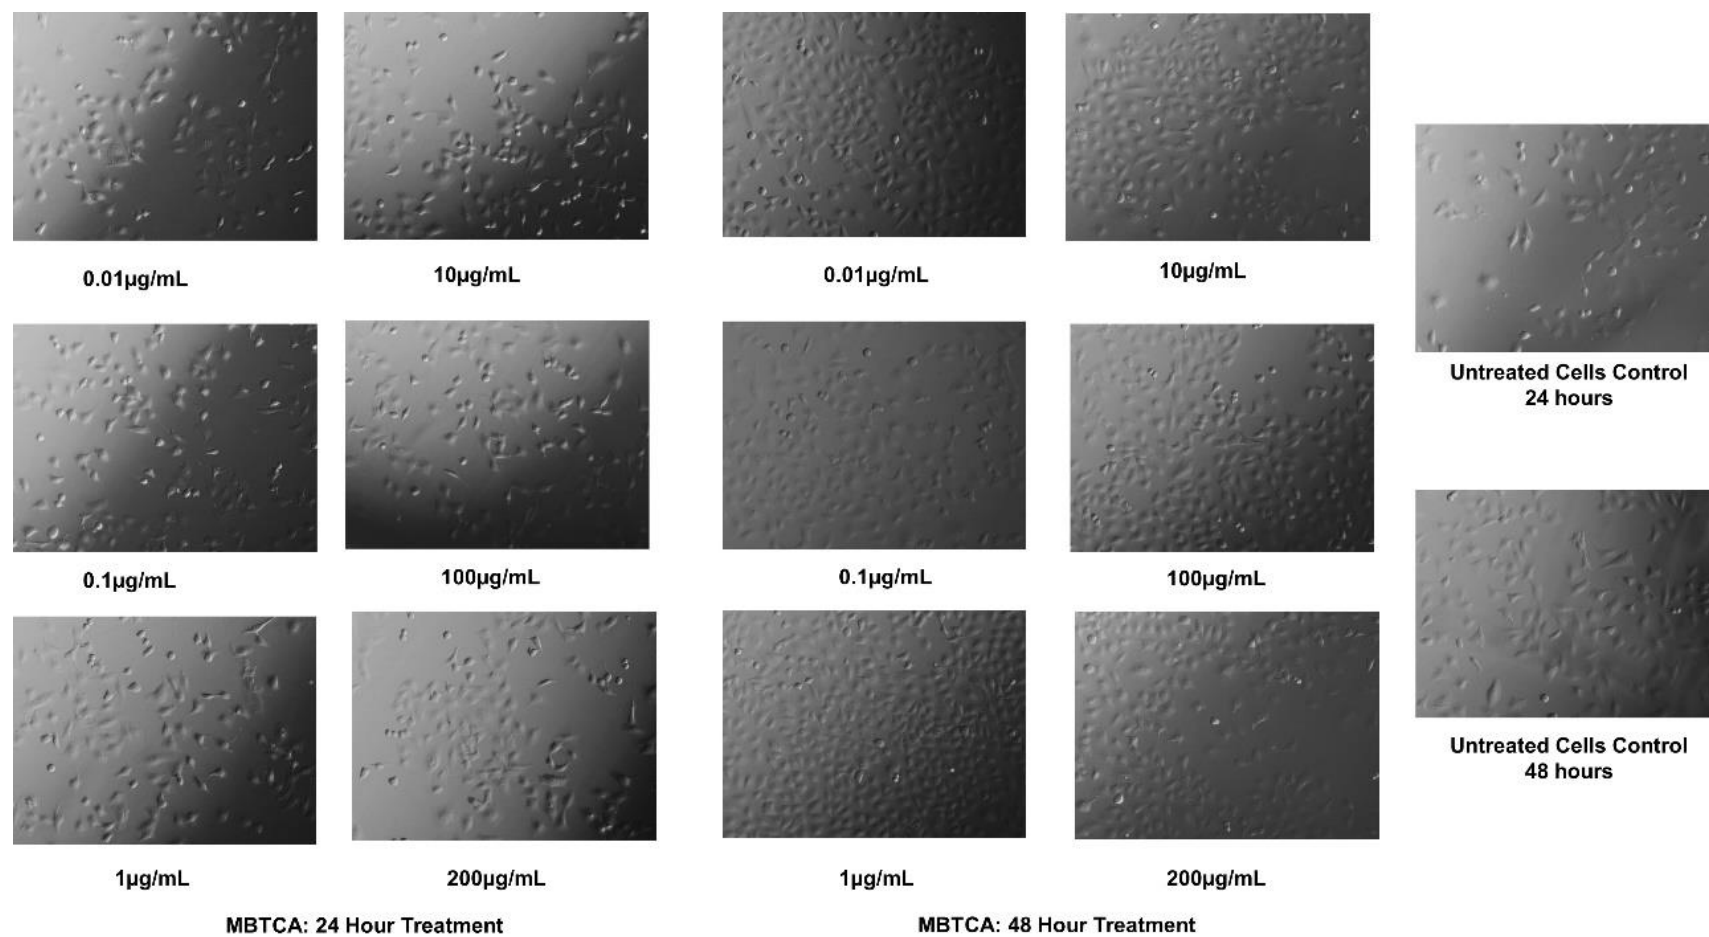 0.01µg/mL
10µg/mL
0.01µg/mL
10µg/mL
Untreated Cells Control
24 hours
0.1µg/mL
100µg/mL
0.1µg/mL
100µg/mL
Untreated Cells Control
48 hours
1µg/mL
200µg/mL
1µg/mL
200µg/mL
MBTCA: 24 Hour Treatment
MBTCA: 48 Hour Treatment